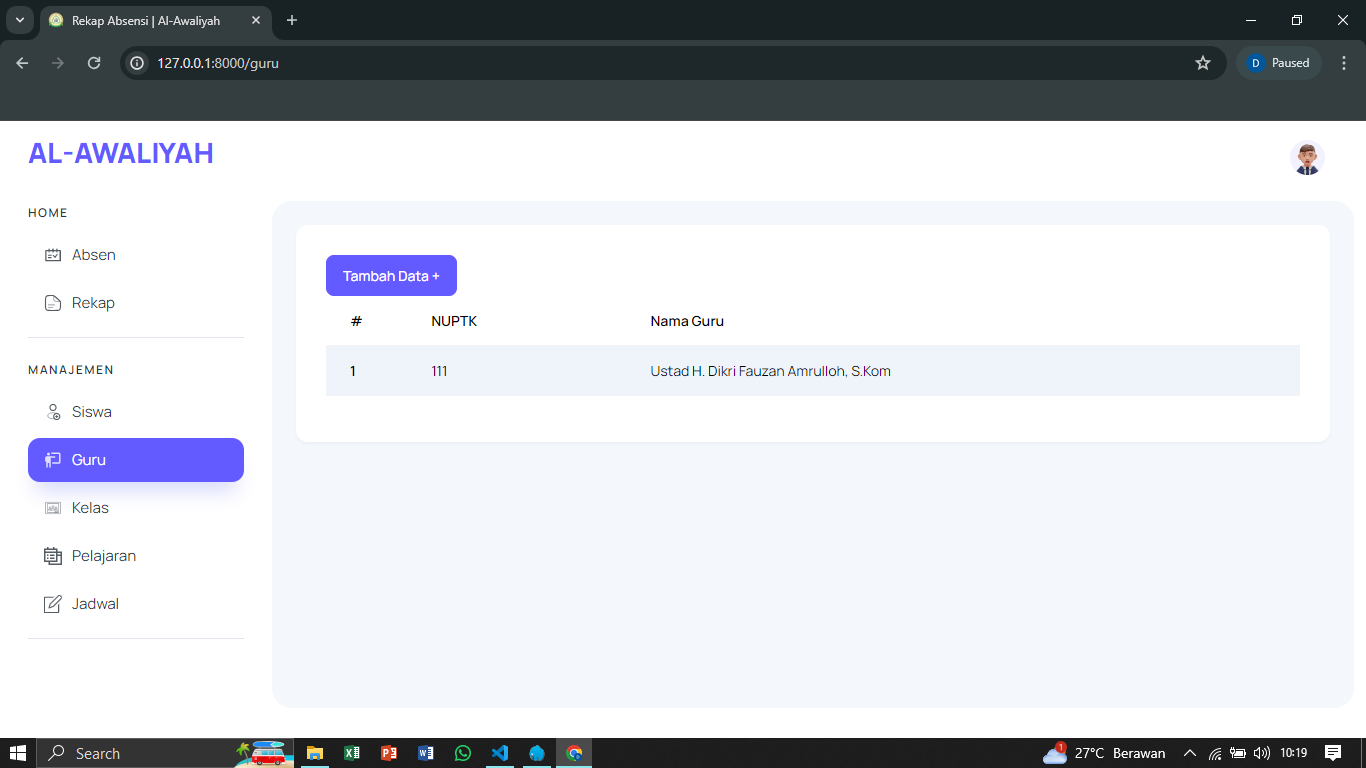 Rekap Absensi | Al-Awaliyah
127.0.0.1:8000/guru
D Paused
AL-AWALIYAH
HOME
Absen
Rekap
MANAJEMEN
Siswa
Guru
Kelas
Pelajaran
Jadwal
Tambah Data +
# NUPTK Nama Guru
1 111 Ustad H. Dikri Fauzan Amrulloh, S.Kom
Search
1 27°C Berawan 10:19